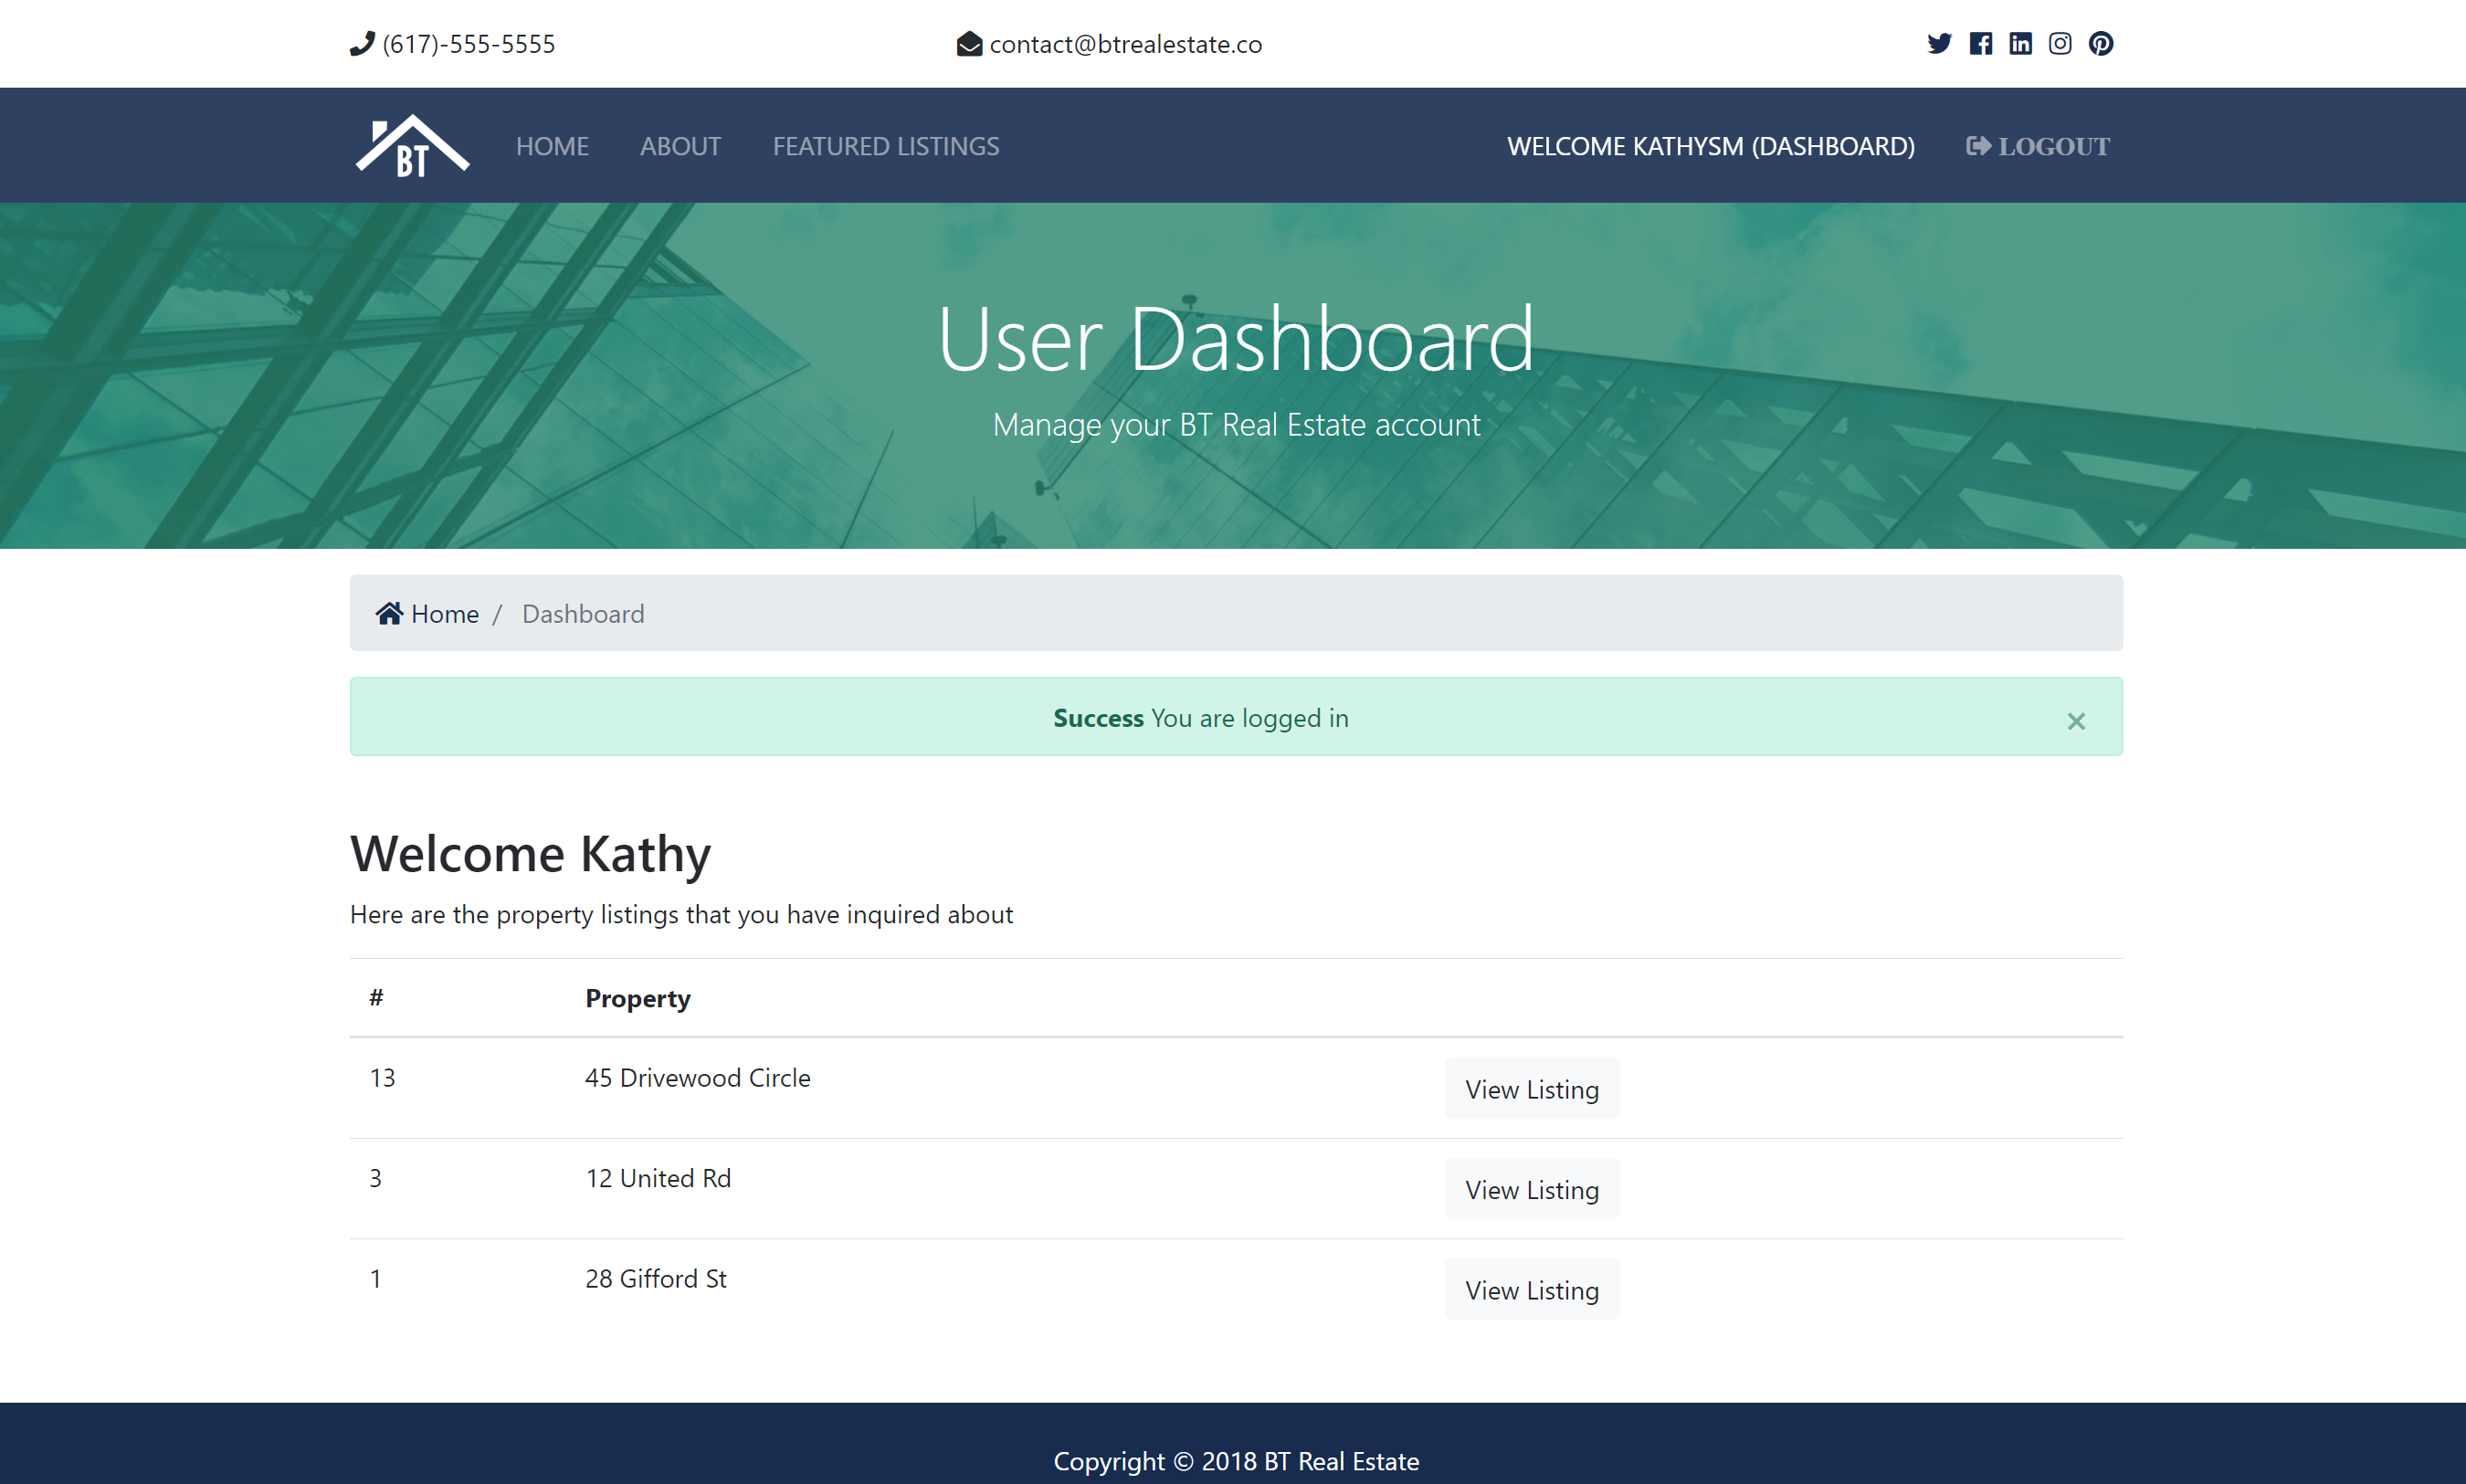 (617)-555-5555
contact@btrealestate.co
BT
HOME
ABOUT
FEATURED LISTINGS
WELCOME KATHYSM (DASHBOARD)
LOGOUT
User Dashboard
Manage your BT Real Estate account
Home / Dashboard
Success You are logged in
×
Welcome Kathy
Here are the property listings that you have inquired about
# Property
13 45 Drivewood Circle View Listing
3 12 United Rd View Listing
1 28 Gifford St View Listing
Copyright © 2018 BT Real Estate